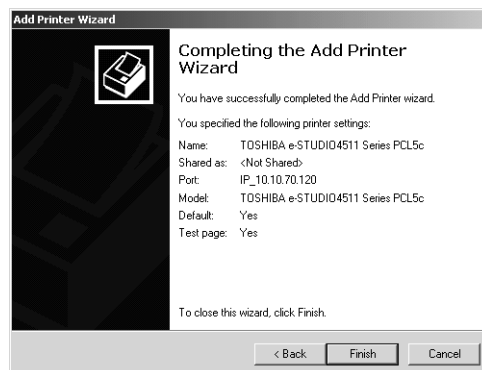 Add Printer Wizard
Completing the Add Printer
Wizard
You have successfully completed the Add Printer wizard.
You specified the following printer settings:
Name: TOSHIBA e-STUDIO4511 Series PCL5c
Shared as: <Not Shared>
Port: IP_10.10.70.120
Model: TOSHIBA e-STUDIO4511 Series PCL5c
Default: Yes
Test page: Yes
To close this wizard, click Finish.
< Back Finish Cancel